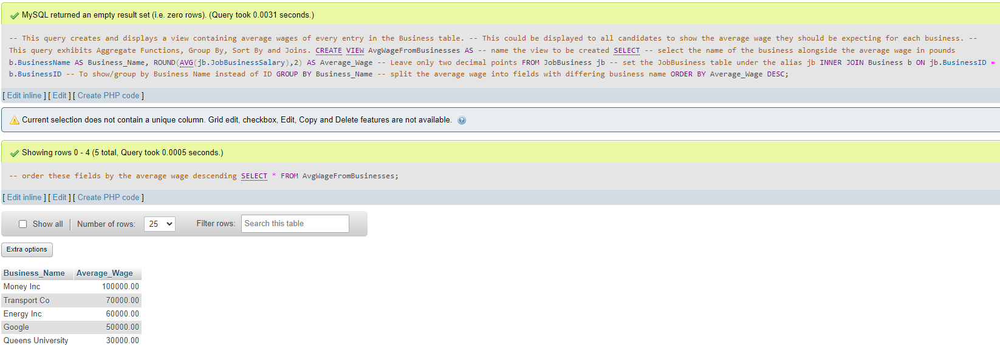 MySQL returned an empty result set (i.e. zero rows). (Query took 0.0031 seconds.)
-- This query creates and displays a view containing average wages of every entry in the Business table. -- This could be displayed to all candidates to show the average wage they should be expecting for each business. --
This query exhibits Aggregate Functions, Group By, Sort By and Joins. CREATE VIEW AvgWageFromBusinesses AS -- name the view to be created SELECT -- select the name of the business alongside the average wage in pounds
b.BusinessName AS Business_Name, ROUND(AVG(jb.JobBusinessSalary),2) AS Average_Wage -- Leave only two decimal points FROM JobBusiness jb -- set the JobBusiness table under the alias jb INNER JOIN Business b ON jb.BusinessID =
b.BusinessID -- To show/group by Business Name instead of ID GROUP BY Business_Name -- split the average wage into fields with differing business name ORDER BY Average_Wage DESC;
[ Edit inline ] [ Edit ] [ Create PHP code ]
Current selection does not contain a unique column. Grid edit, checkbox, Edit, Copy and Delete features are not available.
Showing rows 0 - 4 (5 total, Query took 0.0005 seconds.)
-- order these fields by the average wage descending SELECT * FROM AvgWageFromBusinesses;
[ Edit inline ] [ Edit ] [ Create PHP code ]
Show all Number of rows: 25 Filter rows: Search this table
Extra options
Business_Name Average_Wage
Money Inc 100000.00
Transport Co 70000.00
Energy Inc 60000.00
Google 50000.00
Queens University 30000.00